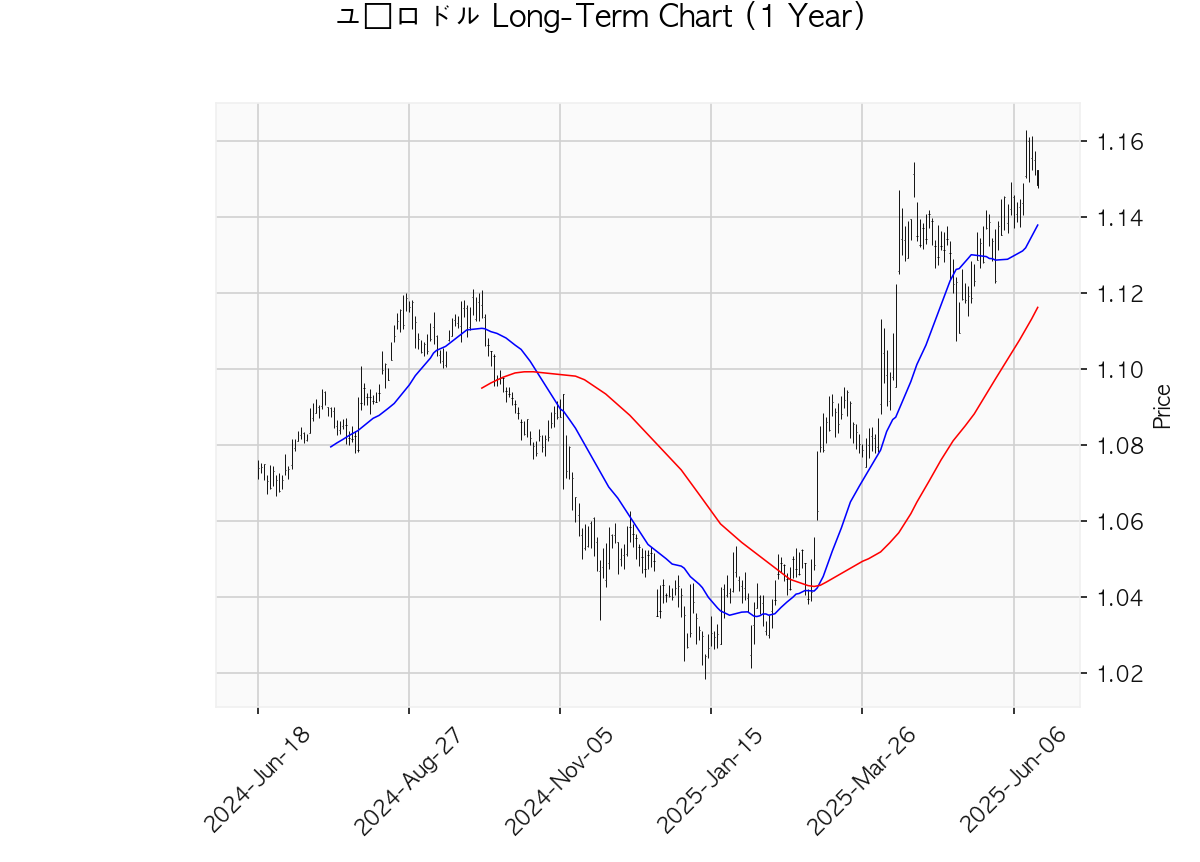 ユ□ロドル Long-Term Chart (1 Year)
1.16
1.14
1.12
1.10
1.08
1.06
1.04
1.02
Price
2024-Jun-18
2024-Aug-27
2024-Nov-05
2025-Jan-15
2025-Mar-26
2025-Jun-06